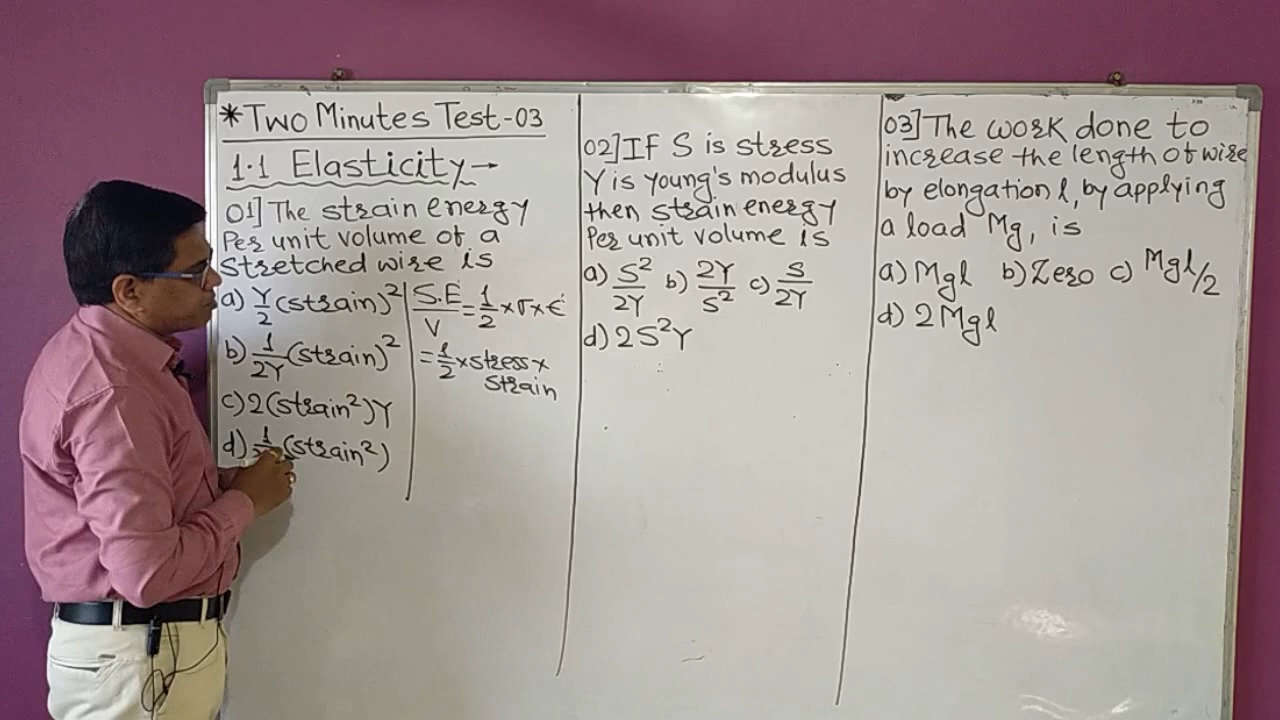 *Two Minutes Test-03
1.1 Elasticity→
01] The strain energy
Per unit volume of a
stretched wire is
a) Y/2 (strain)²
b) 1/2Y (strain)²
c) 2(strain²)Y
d) 1 (strain²)
S.E/V = 1/2 × σ × ϵ
= 1/2 × stress ×
strain
02] IF S is stress
Y is Young's modulus
then strain energy
Per unit volume is
a) S²/2Y b) 2Y/S² c) S/2Y
d) 2S²Y
03] The work done to
increase the length of wire
by elongation l, by applying
a load Mg, is
a) Mgl b) Zero c) Mgl/2
d) 2Mgl